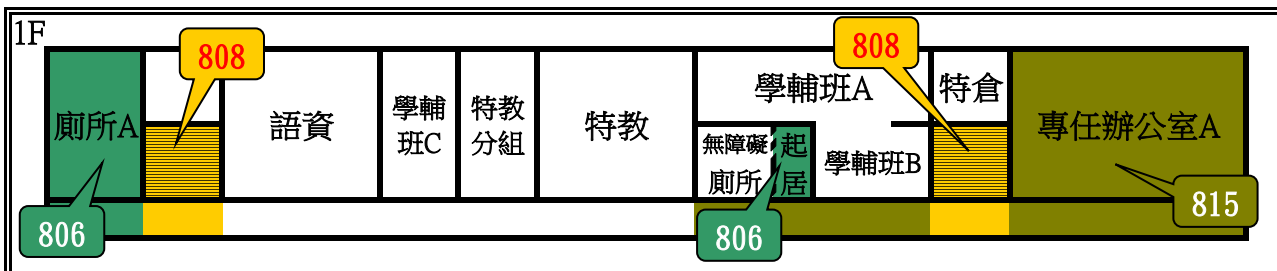 1F
808
808
廁所A
語資
學輔
班C
特教
分組
特教
學輔班A
特倉
專任辦公室A
無障礙
廁所
起
居
學輔班B
806
806
815